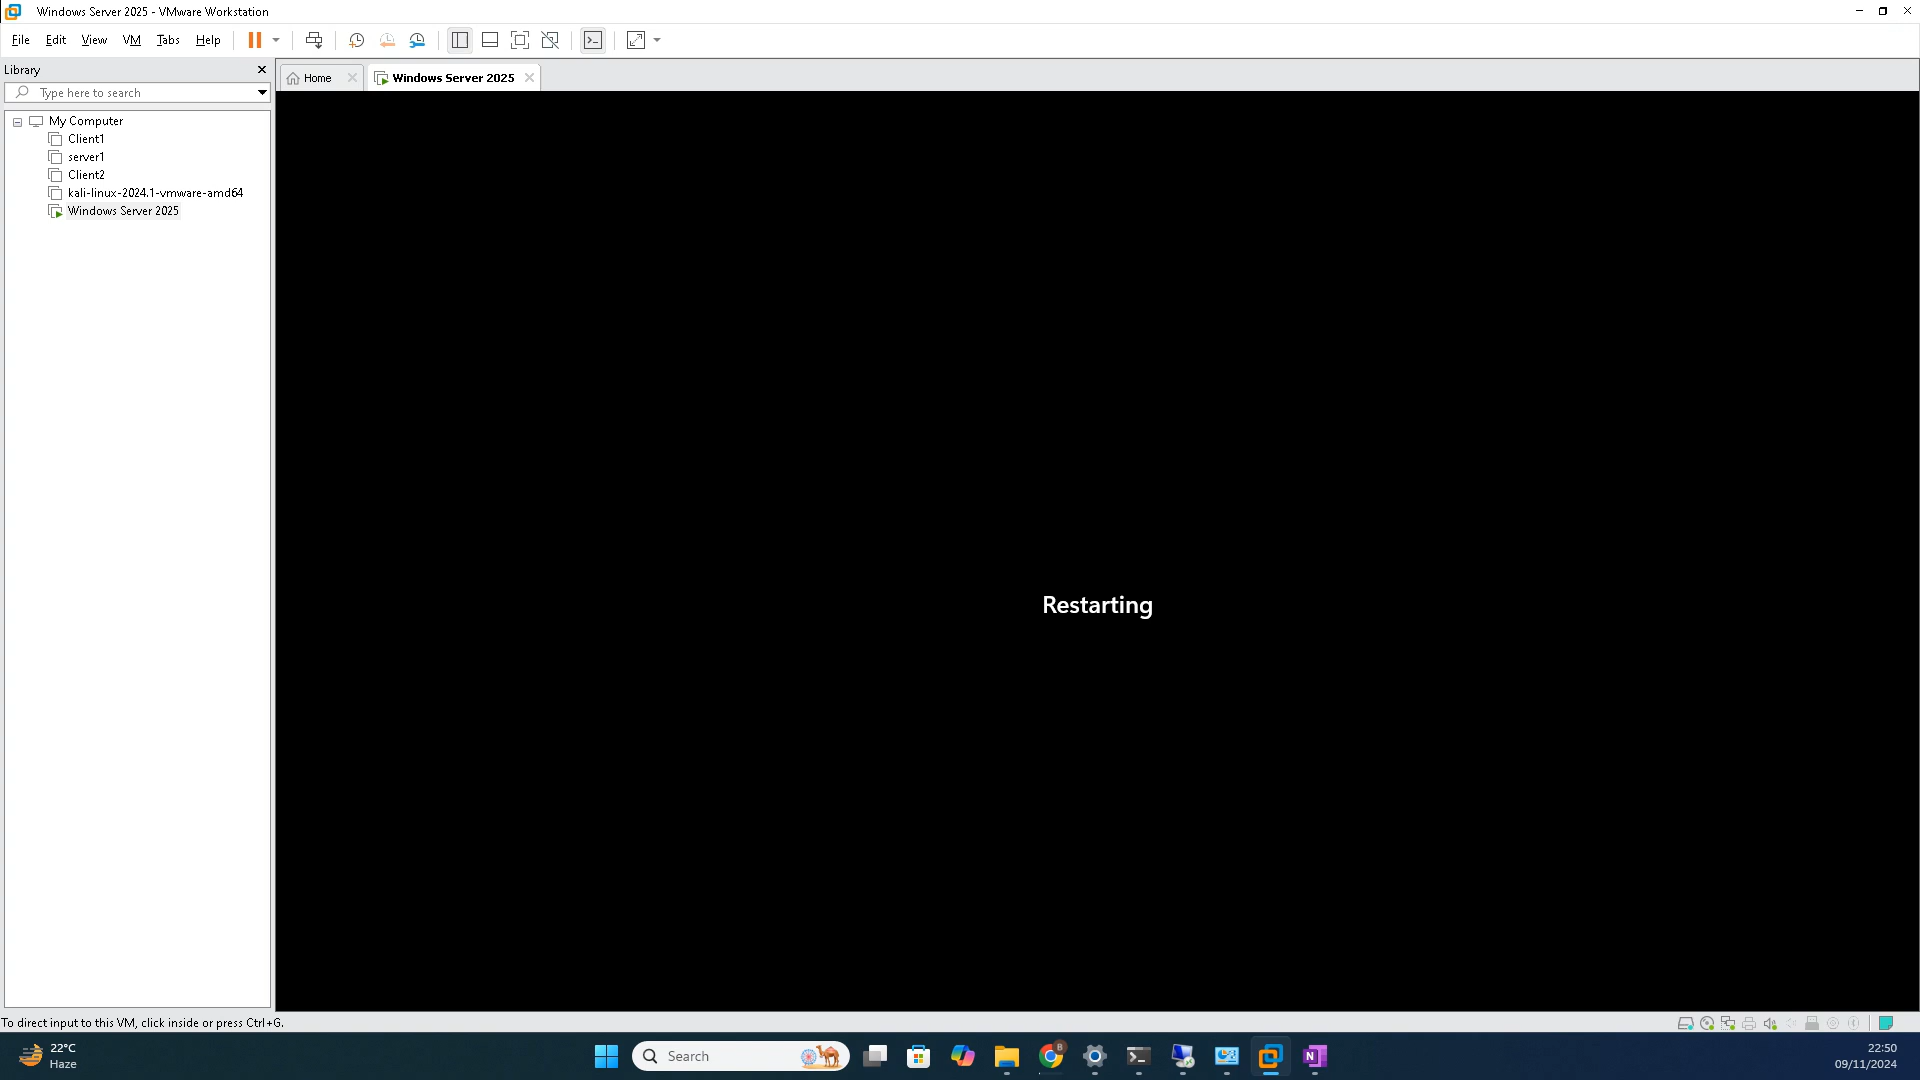 Windows Server 2025 - VMware Workstation
File Edit View VM Tabs Help
Library
Type here to search
My Computer
Client1
server1
Client2
kali-linux-2024.1-vmware-amd64
Windows Server 2025
Home
Windows Server 2025
Restarting
To direct input to this VM, click inside or press Ctrl+G.
22°C
Haze
Search
B
N
22:50
09/11/2024